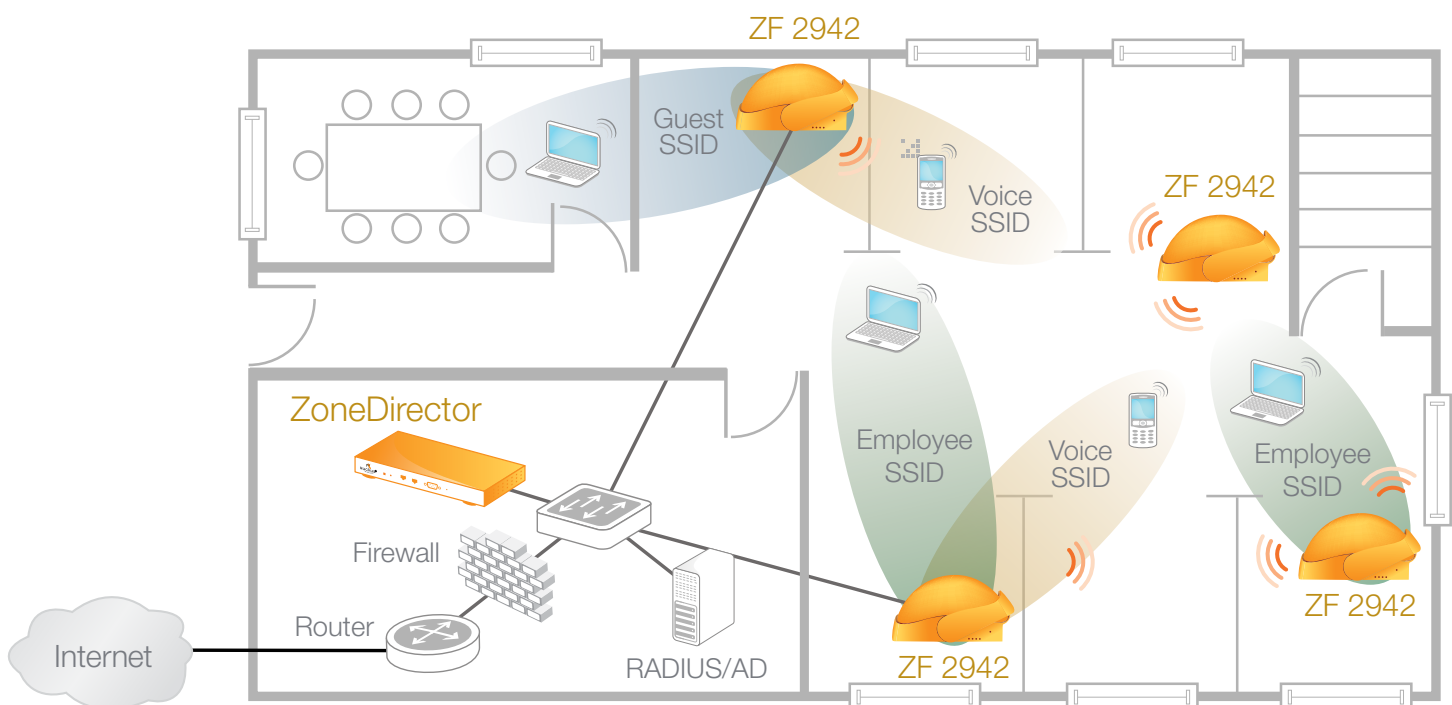 ZF 2942
Guest
SSID
Voice
SSID
ZF 2942
ZoneDirector
Employee
SSID
Voice
SSID
Employee
SSID
Firewall
Router
Internet
RADIUS/AD
ZF 2942
ZF 2942